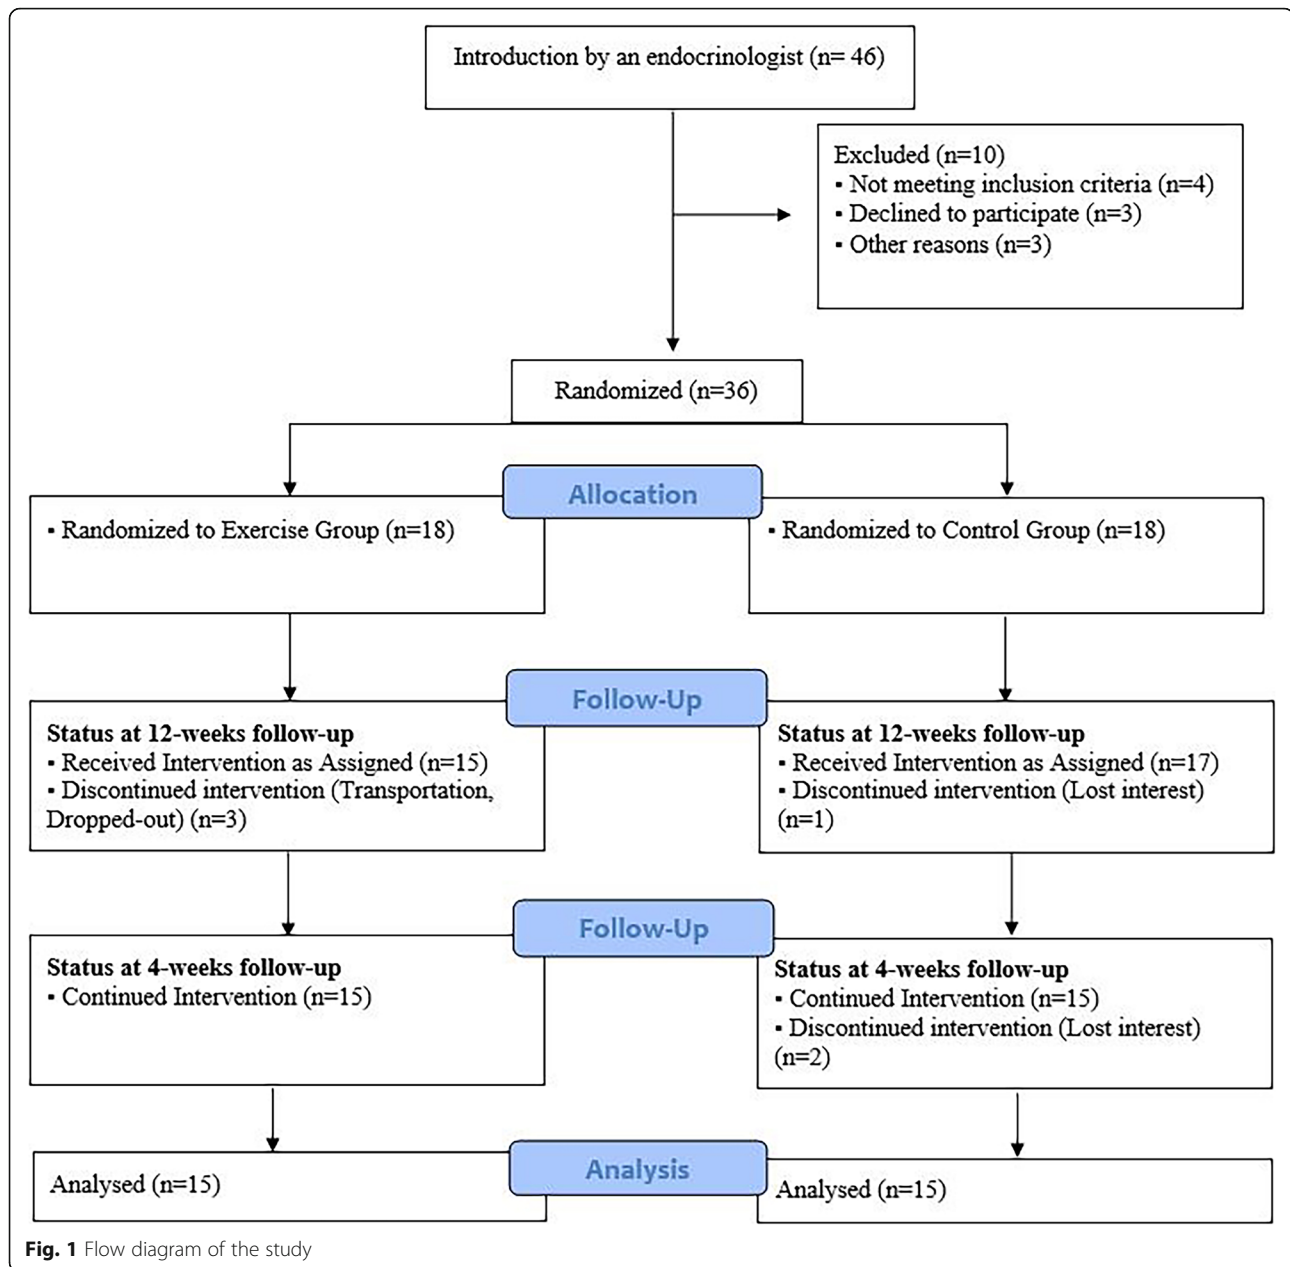 Introduction by an endocrinologist (n= 46)
Excluded (n=10)
▪ Not meeting inclusion criteria (n=4)
▪ Declined to participate (n=3)
▪ Other reasons (n=3)
Randomized (n=36)
Allocation
▪ Randomized to Exercise Group (n=18)
▪ Randomized to Control Group (n=18)
Follow-Up
Status at 12-weeks follow-up
▪ Received Intervention as Assigned (n=15)
▪ Discontinued intervention (Transportation,
Dropped-out) (n=3)
Status at 12-weeks follow-up
▪ Received Intervention as Assigned (n=17)
▪ Discontinued intervention (Lost interest)
(n=1)
Follow-Up
Status at 4-weeks follow-up
▪ Continued Intervention (n=15)
Status at 4-weeks follow-up
▪ Continued Intervention (n=15)
▪ Discontinued intervention (Lost interest)
(n=2)
Analysis
Analysed (n=15)
Analysed (n=15)
Fig. 1 Flow diagram of the study